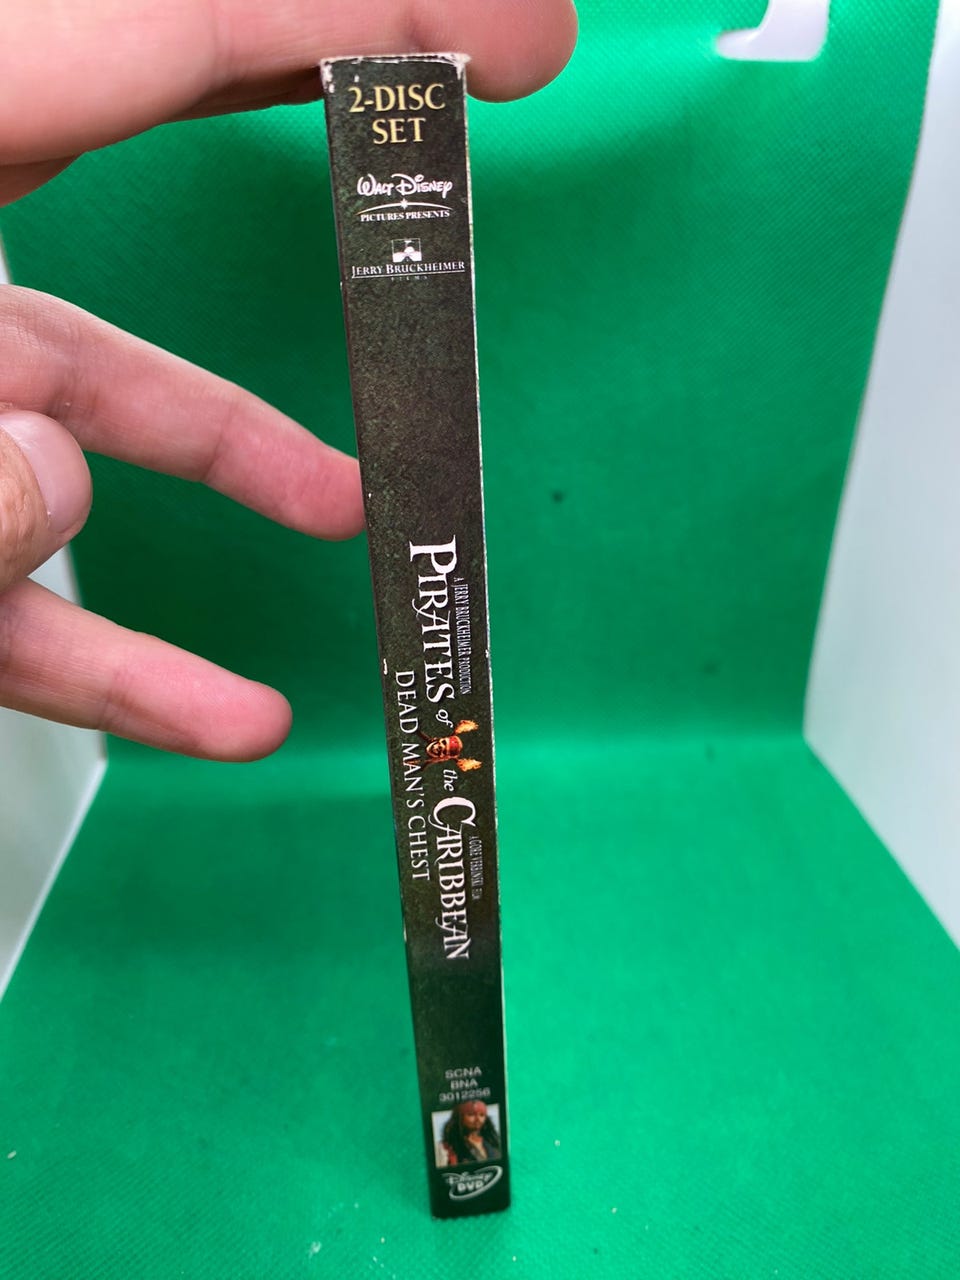 2-DISC
SET
WALT DISNEY
PICTURES PRESENTS
JERRY BRUCKHEIMER
FILMS
A JERRY BRUCKHEIMER PRODUCTION
A GORE VERBINSKI FILM
PIRATES of the CARIBBEAN
DEAD MAN'S CHEST
SCNA
BNA
3012256
Disney
DVD